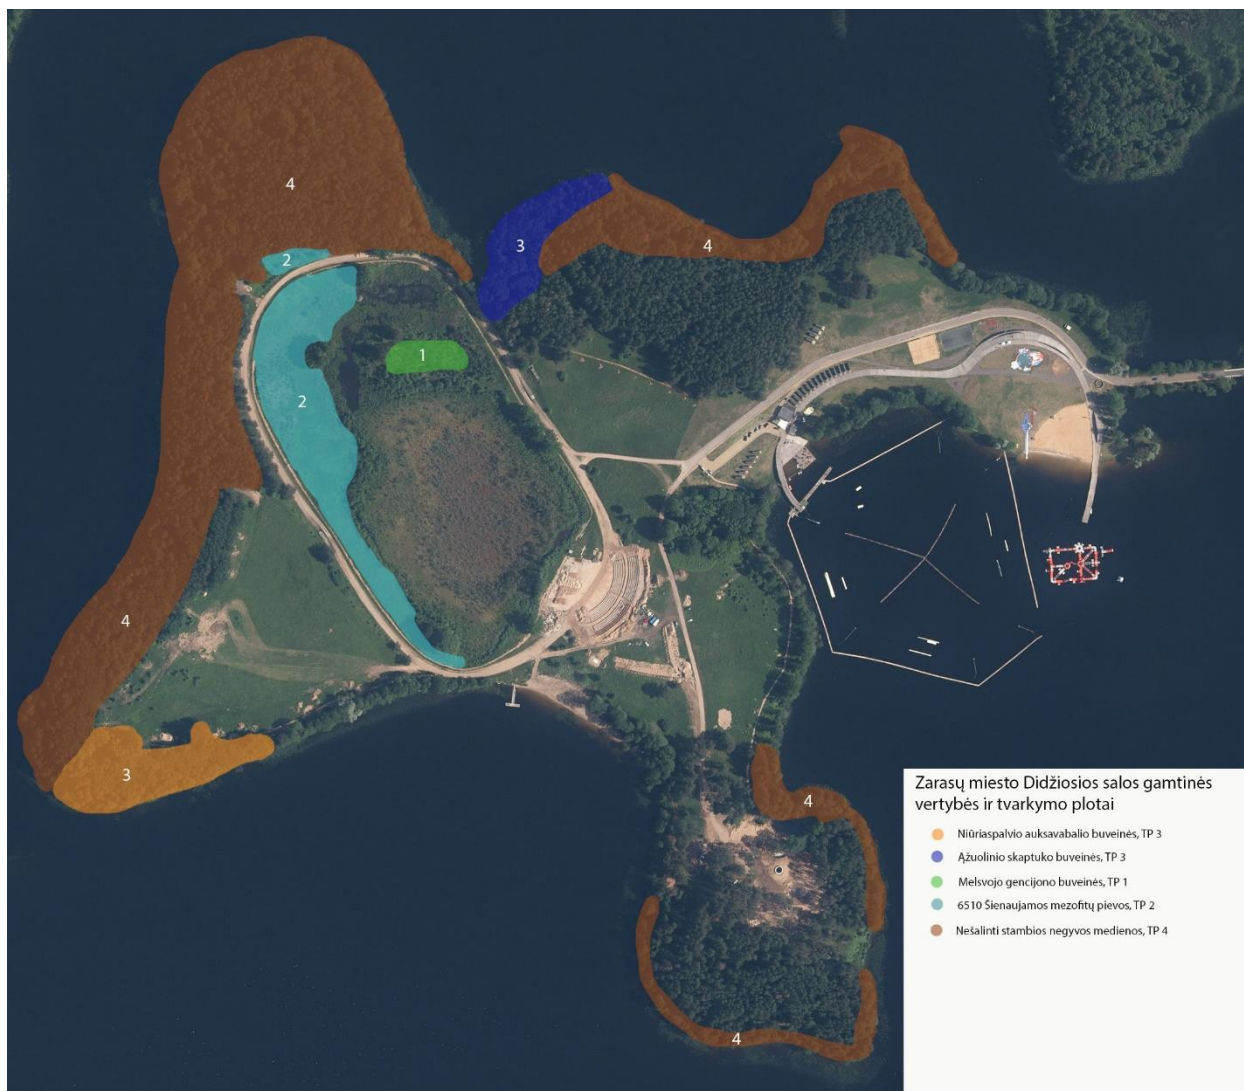 4
4
3
2
3
4
1
2
4
3
4
4
Zarasų miesto Didžiosios salos gamtinės
vertybės ir tvarkymo plotai
Niūriaspalvio auksavabalio buveinės, TP 3
Ąžuolinio skaptuko buveinės, TP 3
Melsvojo gencijono buveinės, TP 1
6510 Šienaujamos mezofitų pievos, TP 2
Nešalinti stambios negyvos medienos, TP 4